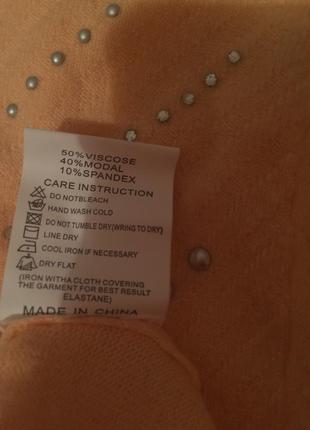 50%VISCOSE
40%MODAL
10%SPANDEX
CARE INSTRUCTION
DO NOTBLEACH
HAND WASH COLD
DO NOT TUMBLE DRY(WRING TO DRY)
LINE DRY
COOL IRON IF NECESSARY
DRY FLAT
(IRON WITHA CLOTH COVERING
THE GARMENT FOR BEST RESULT
ELASTANE)
MADE IN CHINA